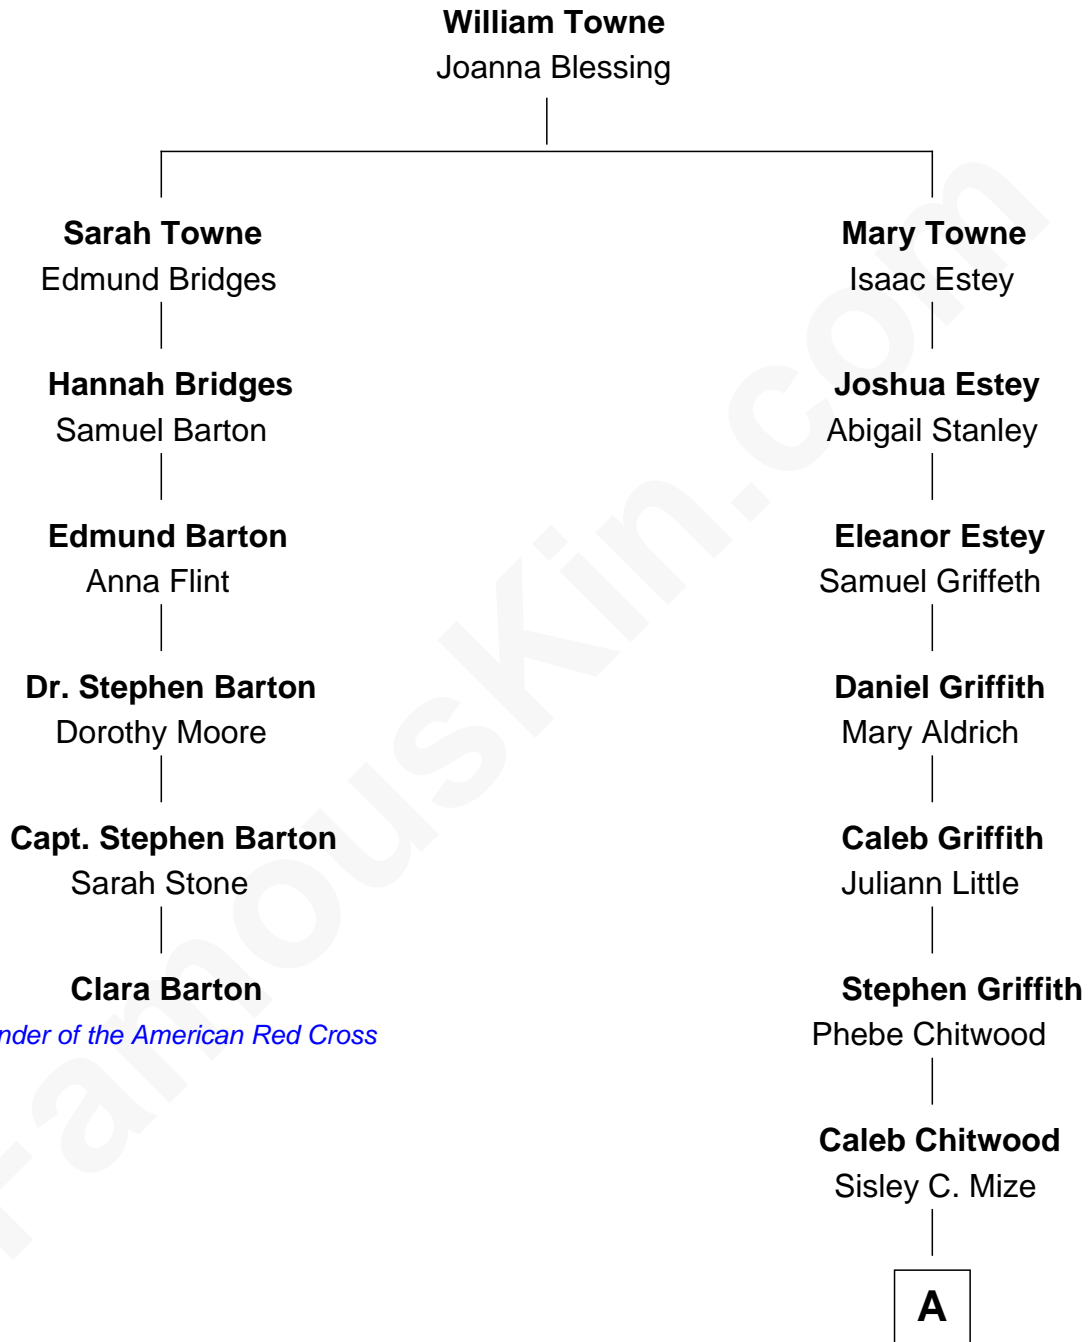 William Towne
Joanna Blessing
Sarah Towne
Edmund Bridges
Mary Towne
Isaac Estey
Hannah Bridges
Samuel Barton
Joshua Estey
Abigail Stanley
Edmund Barton
Anna Flint
Eleanor Estey
Samuel Griffeth
Dr. Stephen Barton
Dorothy Moore
Daniel Griffith
Mary Aldrich
Capt. Stephen Barton
Sarah Stone
Caleb Griffith
Juliann Little
Clara Barton
nder of the American Red Cross
Stephen Griffith
Phebe Chitwood
Caleb Chitwood
Sisley C. Mize
A
FamousKin.com